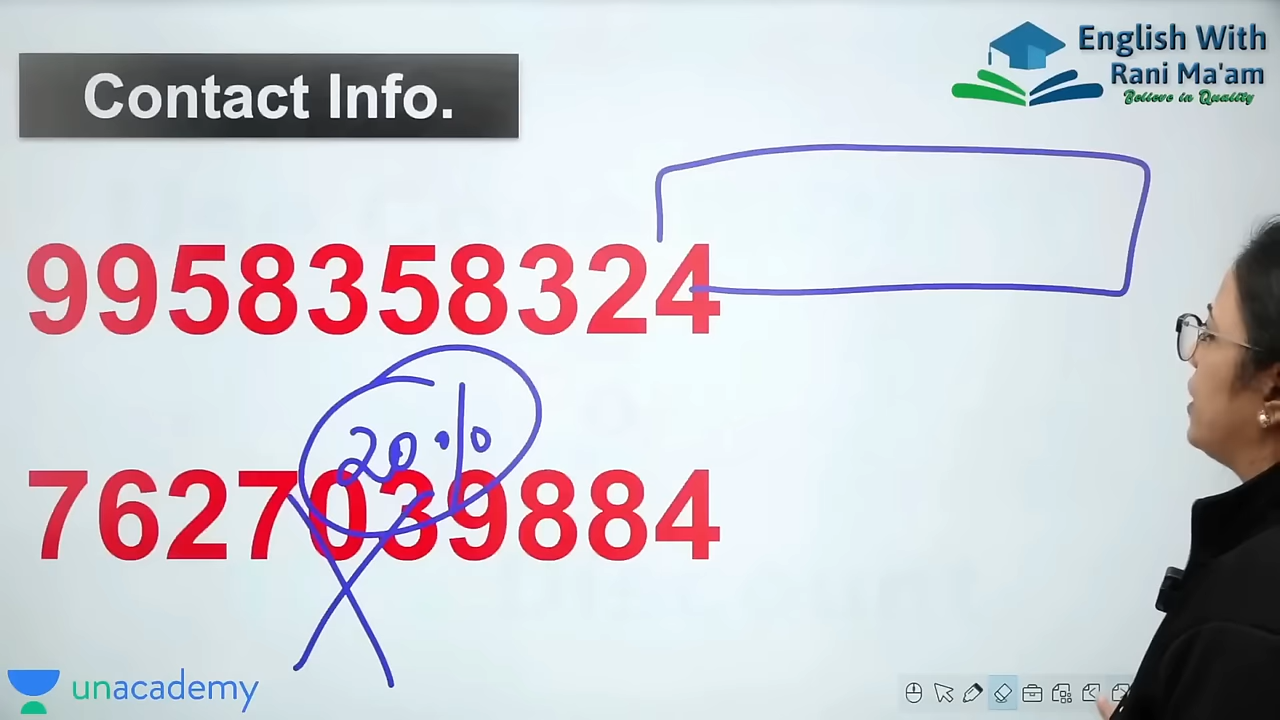 English With
Rani Ma'am
Believe in Quality
Contact Info.
9958358324
20%
7627039884
unacademy